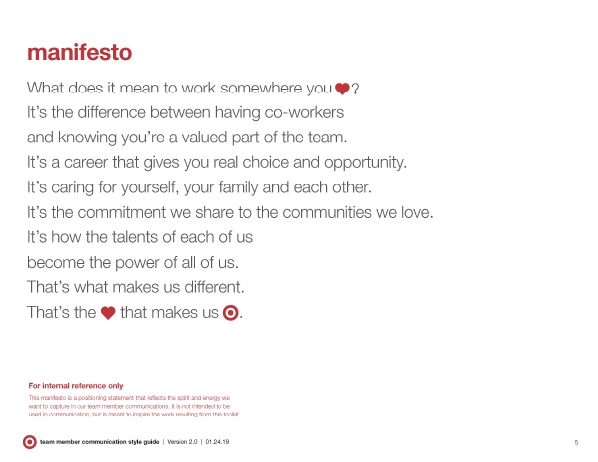 manifesto
What does it mean to work somewhere you ❤?
It's the difference between having co-workers
and knowing you're a valued part of the team.
It's a career that gives you real choice and opportunity.
It's caring for yourself, your family and each other.
It's the commitment we share to the communities we love.
It's how the talents of each of us
become the power of all of us.
That's what makes us different.
That's the ❤ that makes us .
For internal reference only
This manifesto is a positioning statement that reflects the spirit and energy we
want to capture in our team member communications. It is not intended to be
used in communication, but is meant to inspire the work resulting from this toolkit
team member communication style guide | Version 2.0 | 01.24.19
5